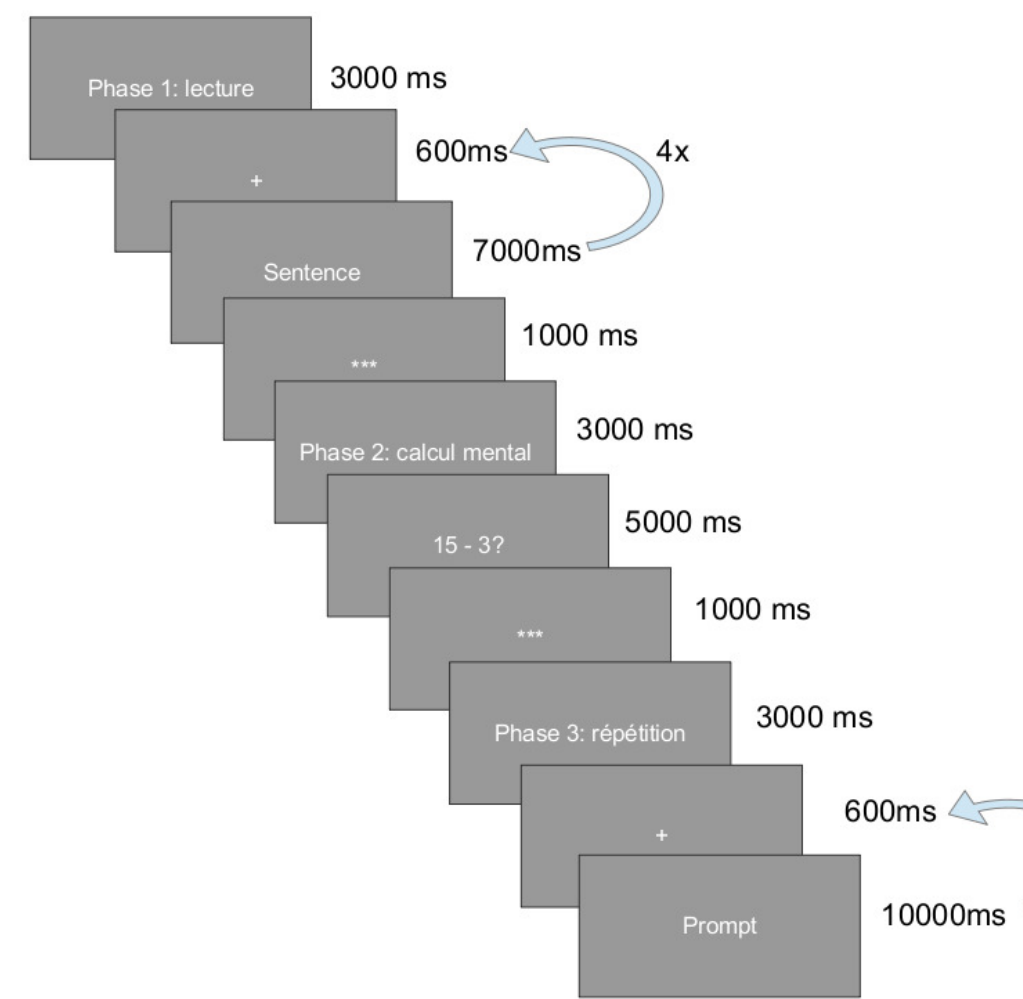 Phase 1: lecture
3000 ms
+
600ms
4x
Sentence
7000ms
***
1000 ms
Phase 2: calcul mental
3000 ms
15 - 3?
5000 ms
***
1000 ms
Phase 3: répétition
3000 ms
+
600ms
Prompt
10000ms